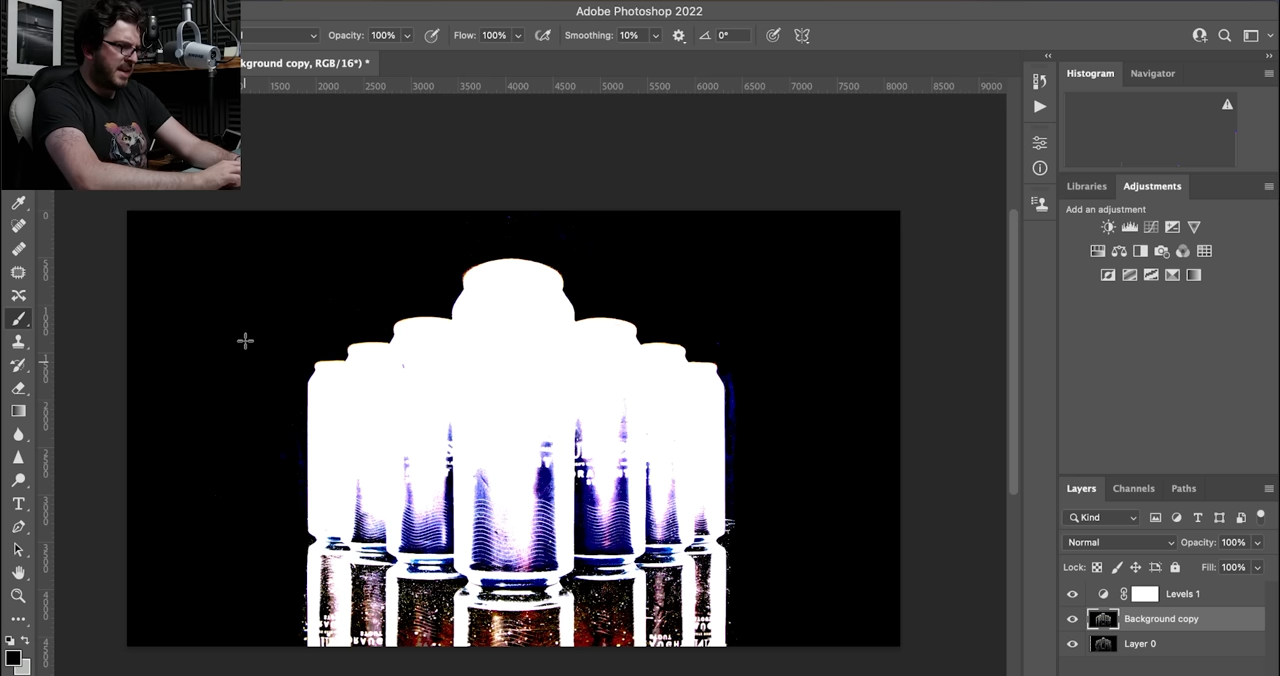 Adobe Photoshop 2022
Opacity: 100% Flow: 100% Smoothing: 10% 0°
kground copy, RGB/16*) *
1500 2000 2500 3000 3500 4000 4500 5000 5500 6000 6500 7000 7500 8000 8500 9000
Histogram Navigator
Libraries Adjustments
Add an adjustment
Layers Channels Paths
Kind
Normal Opacity: 100%
Lock: Fill: 100%
Levels 1
Background copy
Layer 0